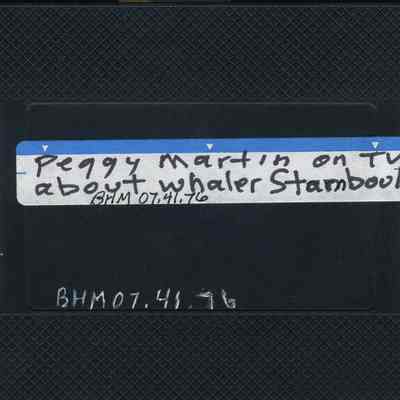 Peggy Martin on TV
about whaler Stamboul
BHM 07.41.76
BHM07.41.76